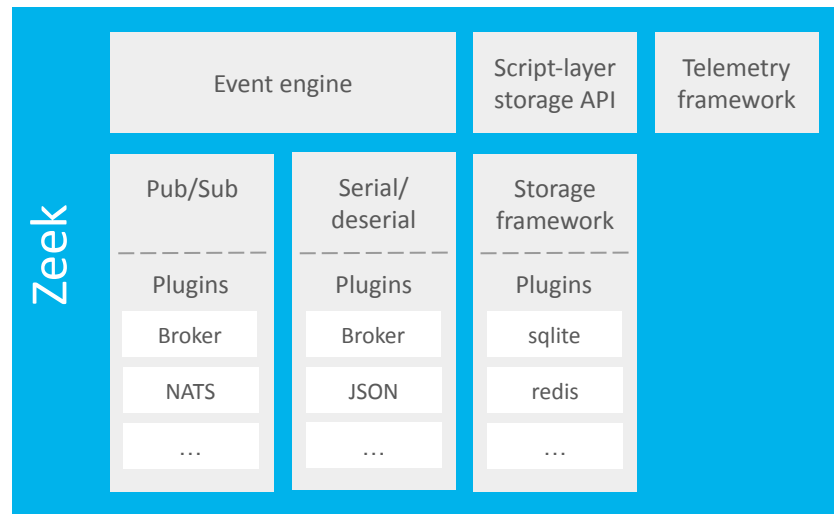 Zeek
Event engine
Script-layer
storage API
Telemetry
framework
Pub/Sub
Plugins
Broker
NATS
...
Serial/
deserial
Plugins
Broker
JSON
...
Storage
framework
Plugins
sqlite
redis
...